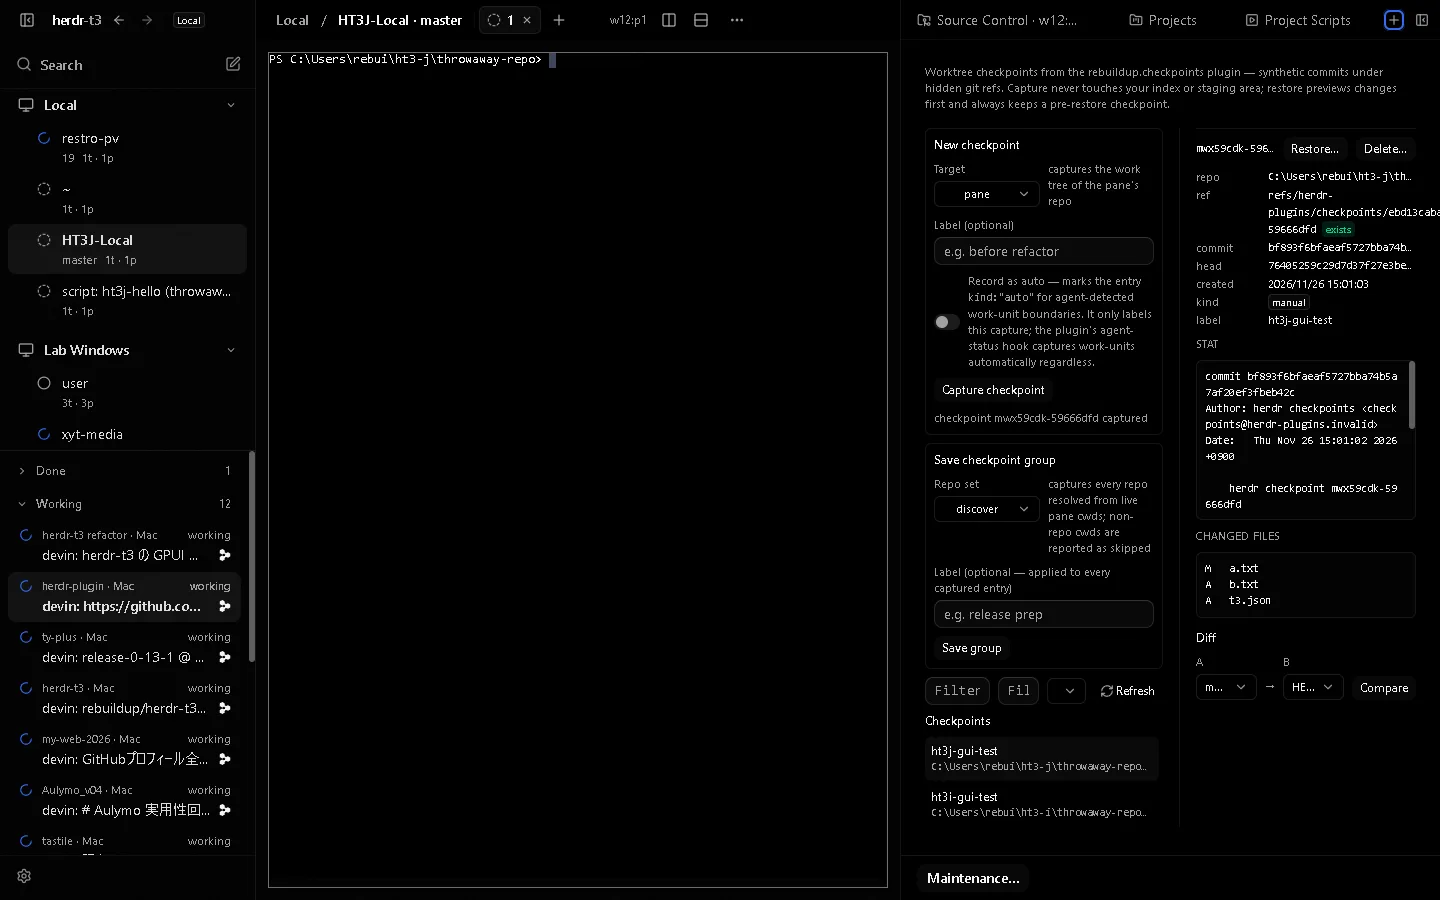 herdr-t3 ← → Local
Search
Local
restro-pv
19 1t · 1p
~
1t · 1p
HT3J-Local
master 1t · 1p
script: ht3j-hello (throwaw...
1t · 1p
Lab Windows
user
3t · 3p
xyt-media
Done 1
Working 12
herdr-t3 refactor · Mac working
devin: herdr-t3 の GPUI ...
herdr-plugin · Mac working
devin: https://github.co...
ty-plus · Mac working
devin: release-0-13-1 @ ...
herdr-t3 · Mac working
devin: rebuildup/herdr-t3...
my-web-2026 · Mac working
devin: GitHubプロフィール全...
Aulymo_v04 · Mac working
devin: # Aulymo 実用性回...
tastile · Mac working
Local / HT3J-Local · master 1 × + w12:p1 ...
PS C:\Users\rebui\ht3-j\throwaway-repo>
Source Control · w12:... Projects Project Scripts
Worktree checkpoints from the rebuildup.checkpoints plugin — synthetic commits under
hidden git refs. Capture never touches your index or staging area; restore previews changes
first and always keeps a pre-restore checkpoint.
New checkpoint
Target
pane
captures the work
tree of the pane's
repo
Label (optional)
e.g. before refactor
Record as auto — marks the entry
kind: "auto" for agent-detected
work-unit boundaries. It only labels
this capture; the plugin's agent-
status hook captures work-units
automatically regardless.
Capture checkpoint
checkpoint mwx59cdk-59666dfd captured
Save checkpoint group
Repo set
discover
captures every repo
resolved from live
pane cwds; non-
repo cwds are
reported as skipped
Label (optional — applied to every
captured entry)
e.g. release prep
Save group
Filter Fil Refresh
Checkpoints
ht3j-gui-test
C:\Users\rebui\ht3-j\throwaway-repo...
ht3i-gui-test
C:\Users\rebui\ht3-i\throwaway-repo...
mwx59cdk-596... Restore... Delete...
repo C:\Users\rebui\ht3-j\th...
ref refs/herdr-
plugins/checkpoints/ebd13caba
59666dfd exists
commit bf893f6bfaeaf5727bba74b...
head 76405259c29d7d37f27e3be...
created 2026/11/26 15:01:03
kind manual
label ht3j-gui-test
STAT
commit bf893f6bfaeaf5727bba74b5a
7af20ef3fbeb42c
Author: herdr checkpoints <check
points@herdr-plugins.invalid>
Date: Thu Nov 26 15:01:02 2026
+0900
herdr checkpoint mwx59cdk-59
666dfd
CHANGED FILES
M a.txt
A b.txt
A t3.json
Diff
A B
m... → HE... Compare
Maintenance...